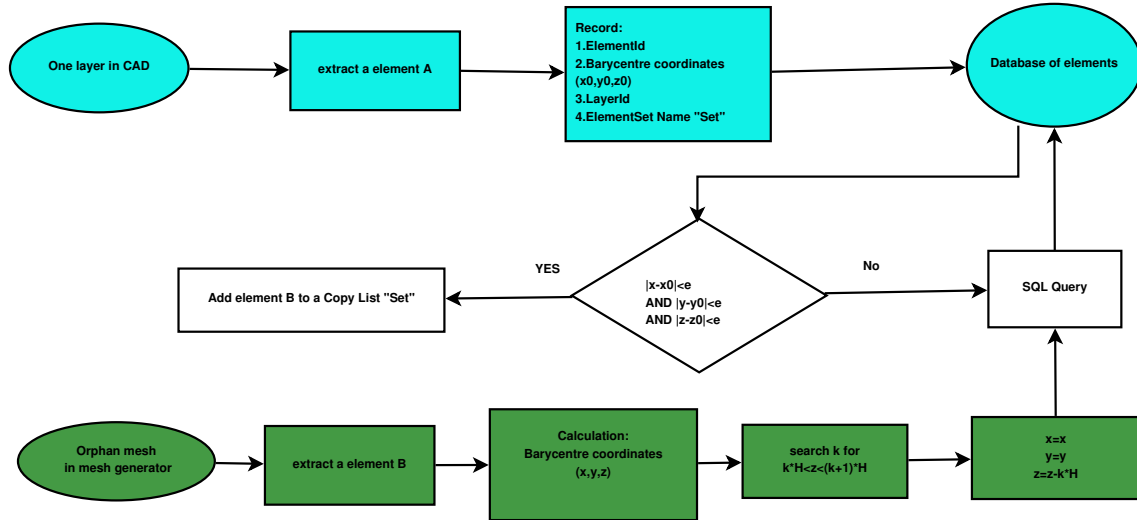 One layer in CAD
extract a element A
Record:
1.ElementId
2.Barycentre coordinates
(x0,y0,z0)
3.LayerId
4.ElementSet Name "Set"
Database of elements
YES
No
Add element B to a Copy List "Set"
|x-x0|<e
AND |y-y0|<e
AND |z-z0|<e
SQL Query
Orphan mesh
in mesh generator
extract a element B
Calculation:
Barycentre coordinates
(x,y,z)
search k for
k*H<z<(k+1)*H
x=x
y=y
z=z-k*H